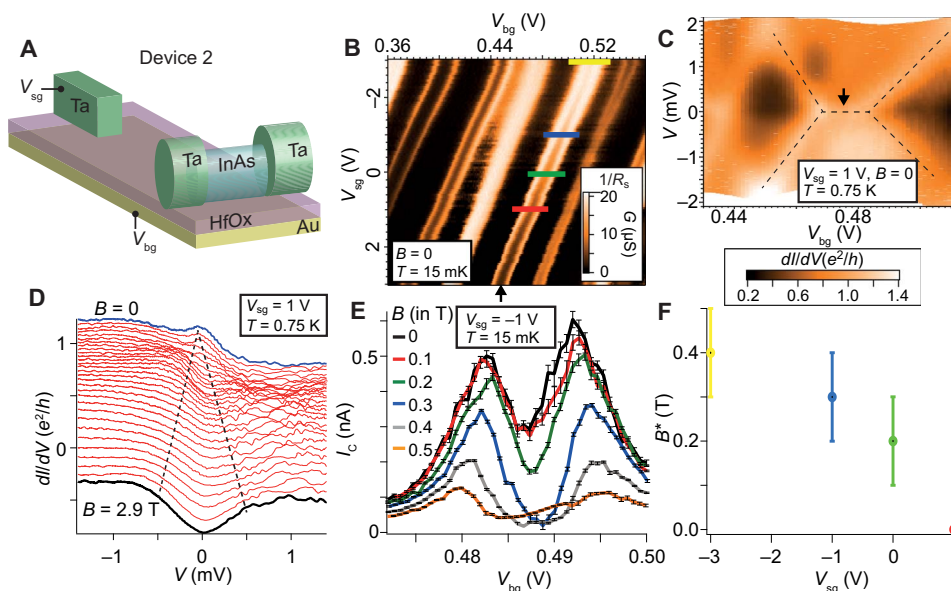 A
Device 2
V_sg
Ta
Ta
InAs
Ta
HfOx
Au
V_bg
B
V_bg (V)
0.36
0.44
0.52
V_sg (V)
−2
0
2
B = 0
T = 15 mK
1/R_s
G (µS)
20
10
0
C
V (mV)
2
1
0
−1
−2
V_sg = 1 V, B = 0
T = 0.75 K
0.44
0.48
V_bg (V)
dI/dV(e²/h)
0.2
0.6
1.0
1.4
D
B = 0
V_sg = 1 V
T = 0.75 K
dI/dV (e²/h)
1
0
B = 2.9 T
−1
0
1
V (mV)
E
B (in T)
0
0.1
0.2
0.3
0.4
0.5
V_sg = −1 V
T = 15 mK
I_C (nA)
0.5
0
0.48
0.49
0.50
V_bg (V)
F
B* (T)
0.4
0.2
0.0
−3
−2
−1
0
V_sg (V)